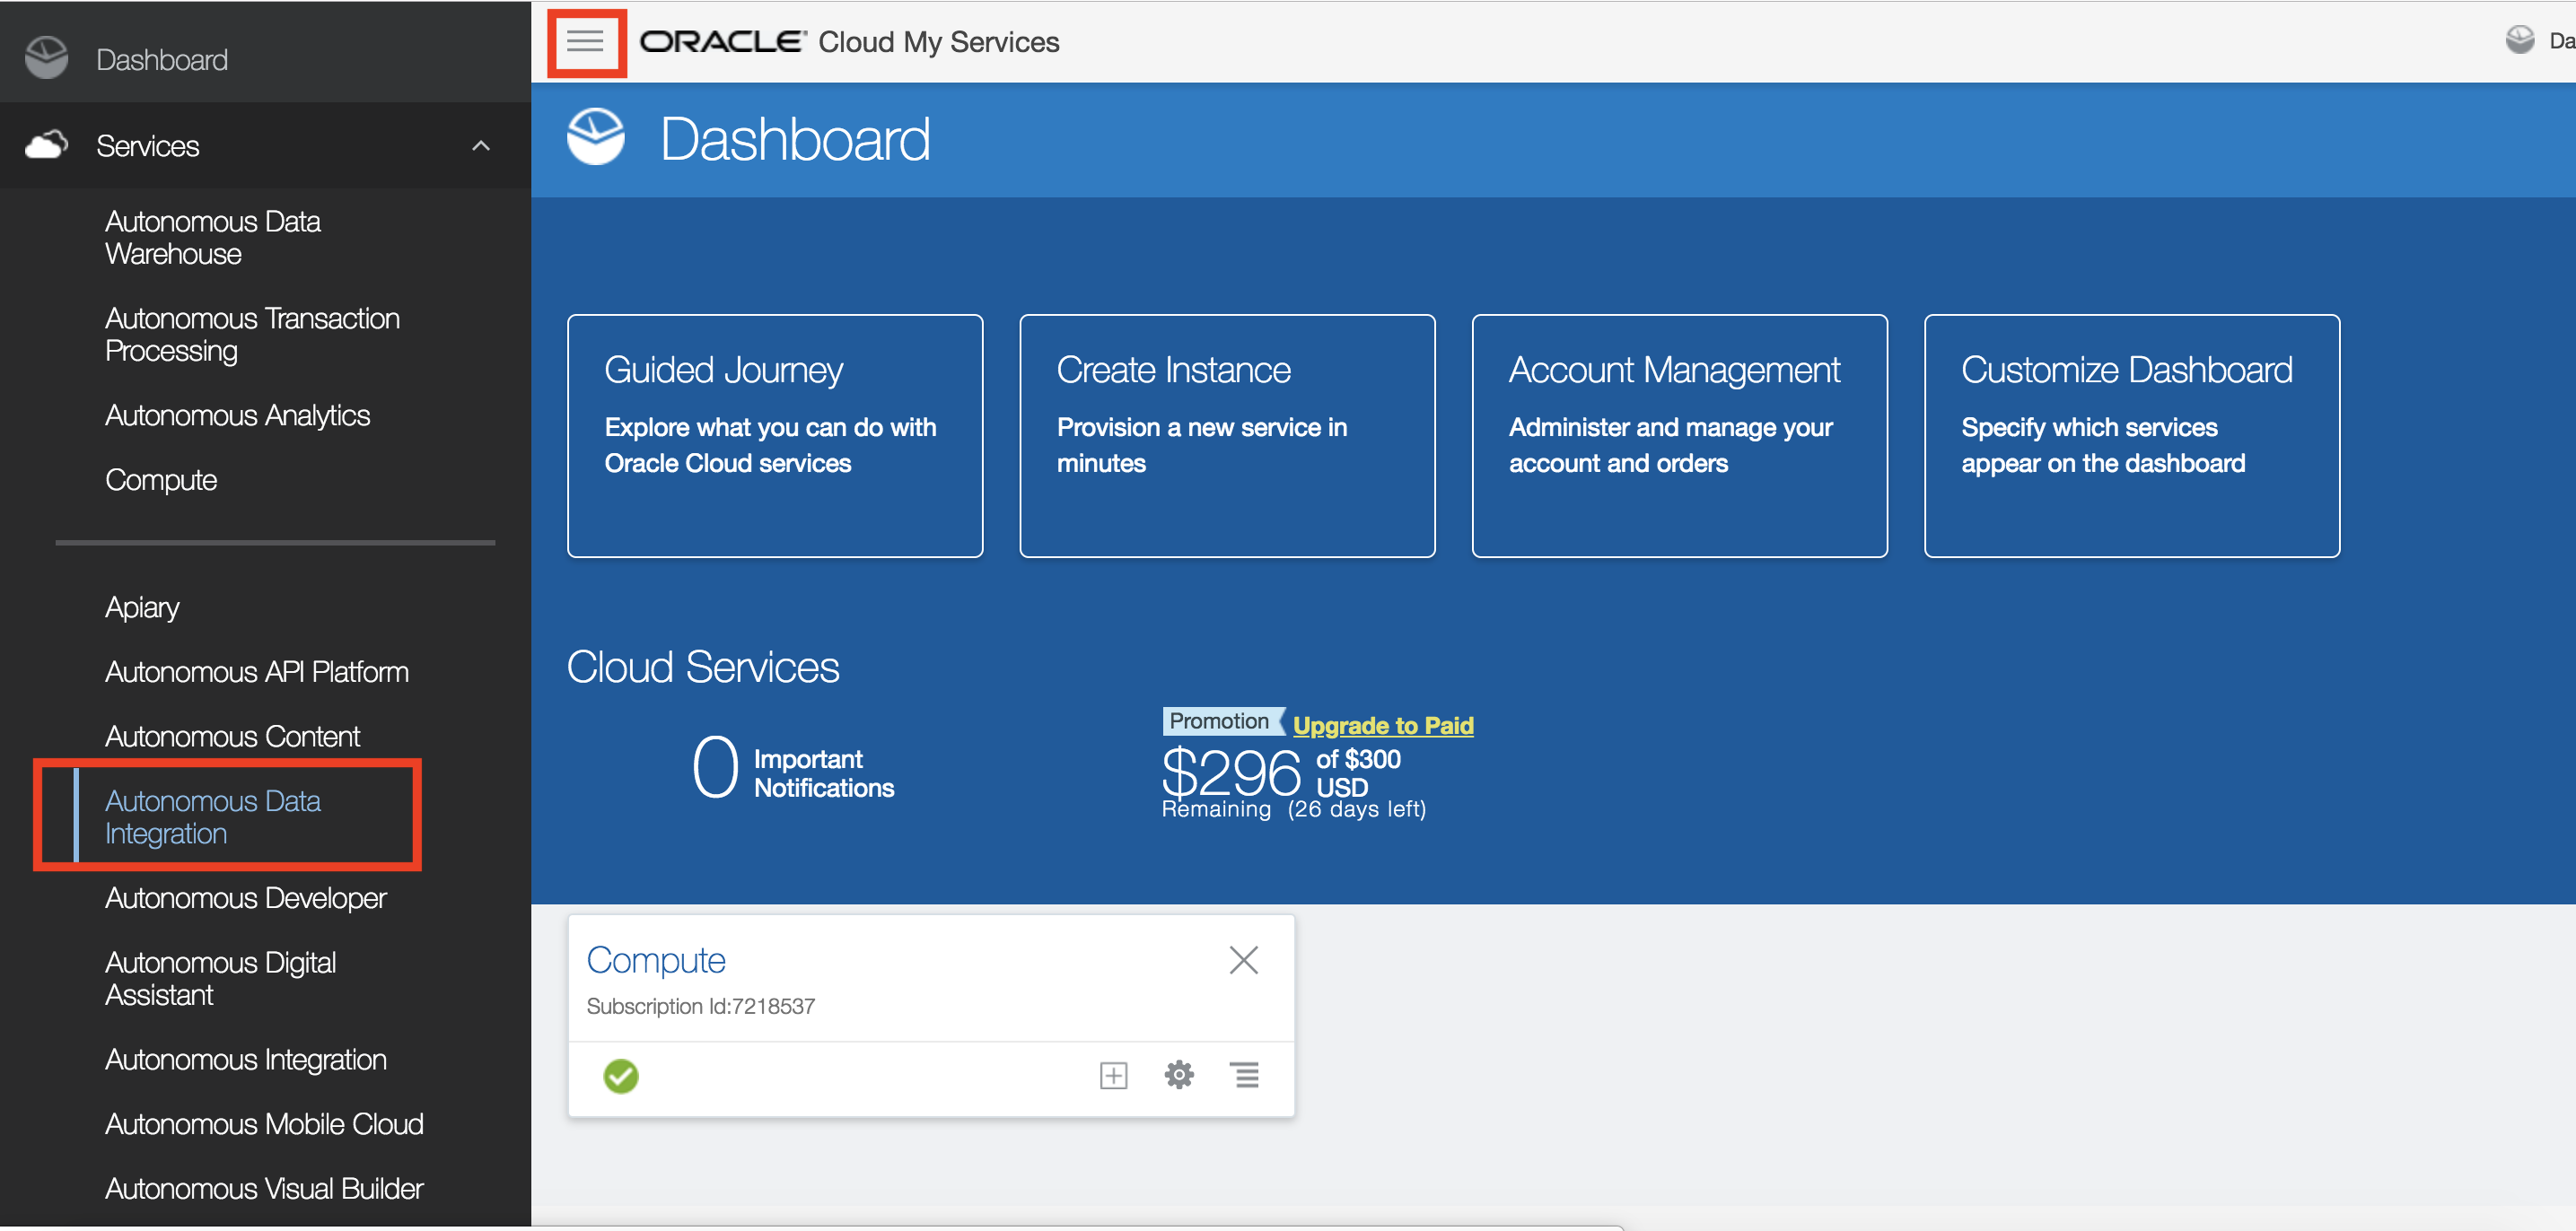 Dashboard
Services
Autonomous Data
Warehouse
Autonomous Transaction
Processing
Autonomous Analytics
Compute
Apiary
Autonomous API Platform
Autonomous Content
Autonomous Data
Integration
Autonomous Developer
Autonomous Digital
Assistant
Autonomous Integration
Autonomous Mobile Cloud
Autonomous Visual Builder
ORACLE® Cloud My Services
Da
Dashboard
Guided Journey
Explore what you can do with
Oracle Cloud services
Create Instance
Provision a new service in
minutes
Account Management
Administer and manage your
account and orders
Customize Dashboard
Specify which services
appear on the dashboard
Cloud Services
0 Important
Notifications
Promotion Upgrade to Paid
$296 of $300
USD
Remaining (26 days left)
Compute
Subscription Id:7218537